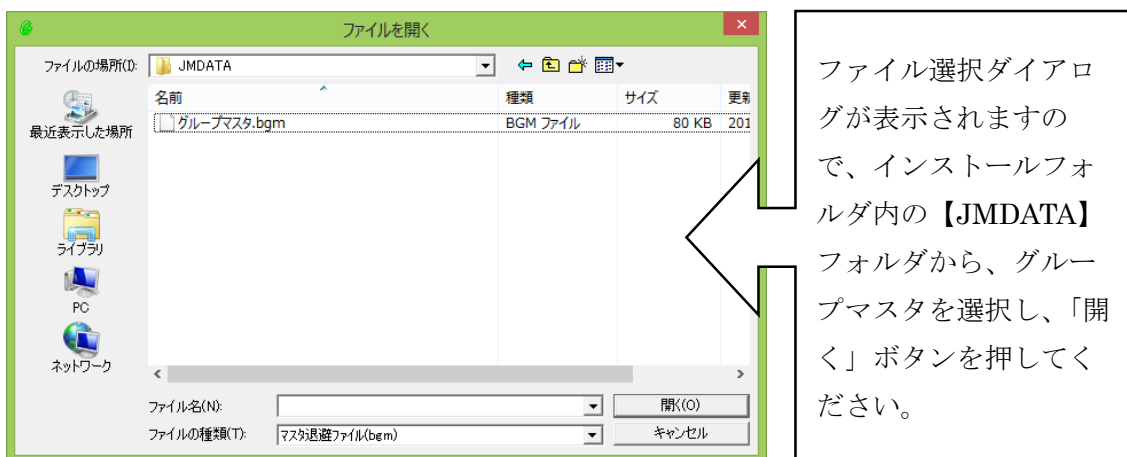 ファイルを開く
ファイルの場所(I):
JMDATA
最近表示した場所
デスクトップ
ライブラリ
PC
ネットワーク
名前
種類
サイズ
更新
グループマスタ.bgm
BGM ファイル
80 KB
201
ファイル名(N):
開く(O)
ファイルの種類(T):
マスタ退避ファイル(bgm)
キャンセル
ファイル選択ダイアロ
グが表示されますの
で、インストールフォ
ルダ内の【JMDATA】
フォルダから、グルー
プマスタを選択し、「開
く」ボタンを押してく
ださい。